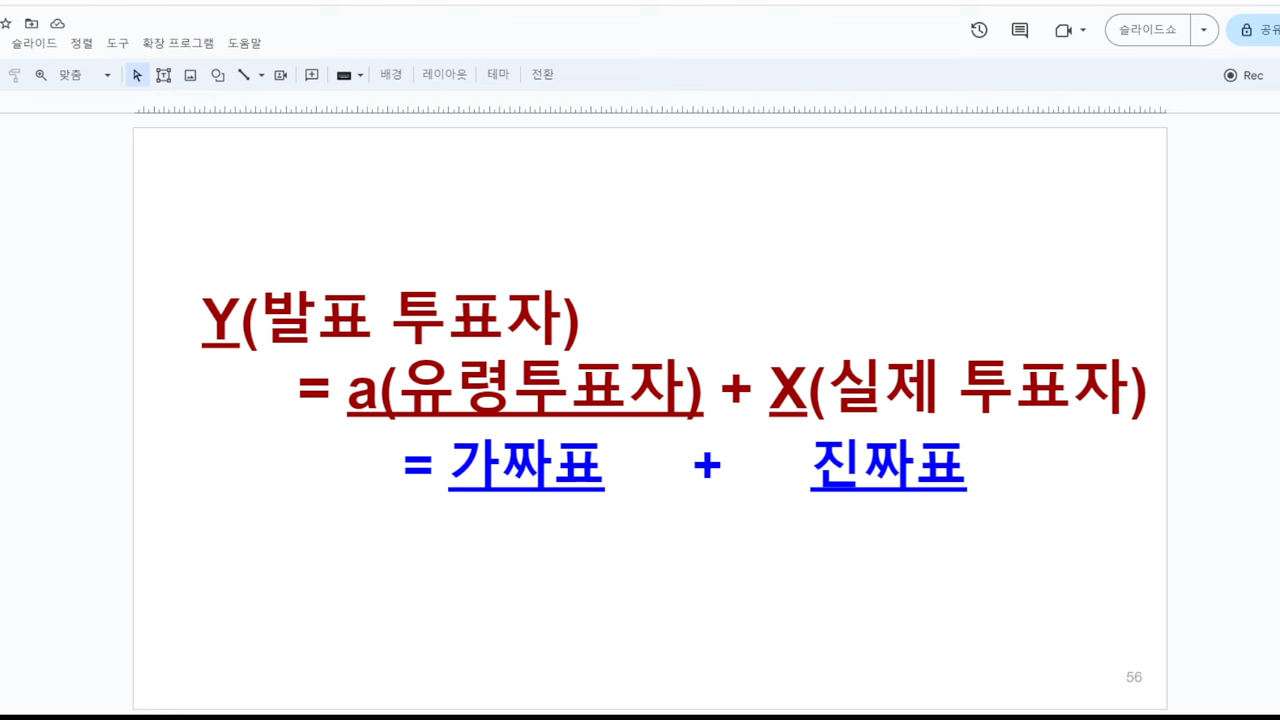 슬라이드 정렬 도구 확장 프로그램 도움말
슬라이드쇼
공유
맞춤
배경 레이아웃 테마 전환
Rec
Y(발표 투표자)
= a(유령투표자) + X(실제 투표자)
= 가짜표 + 진짜표
56